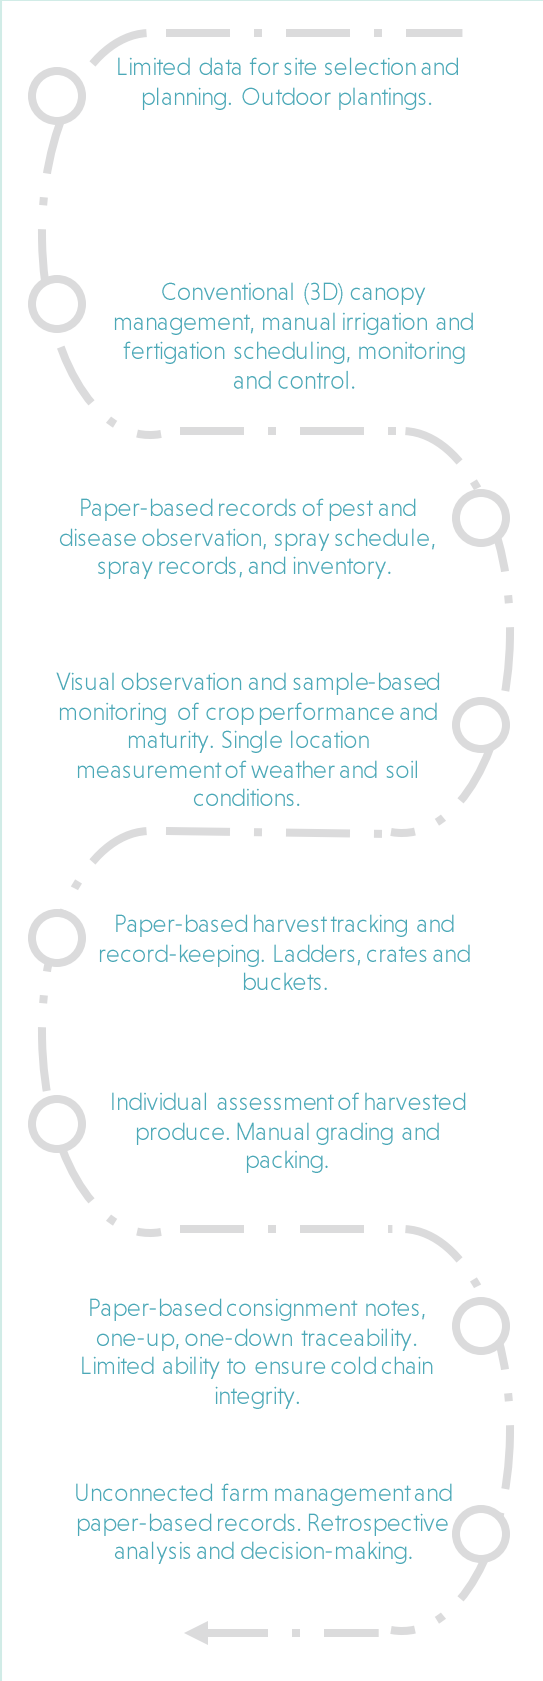 Limited data for site selection and
planning. Outdoor plantings.
Conventional (3D) canopy
management, manual irrigation and
fertigation scheduling, monitoring
and control.
Paper-based records of pest and
disease observation, spray schedule,
spray records, and inventory.
Visual observation and sample-based
monitoring of crop performance and
maturity. Single location
measurement of weather and soil
conditions.
Paper-based harvest tracking and
record-keeping. Ladders, crates and
buckets.
Individual assessment of harvested
produce. Manual grading and
packing.
Paper-based consignment notes,
one-up, one-down traceability.
Limited ability to ensure cold chain
integrity.
Unconnected farm management and
paper-based records. Retrospective
analysis and decision-making.